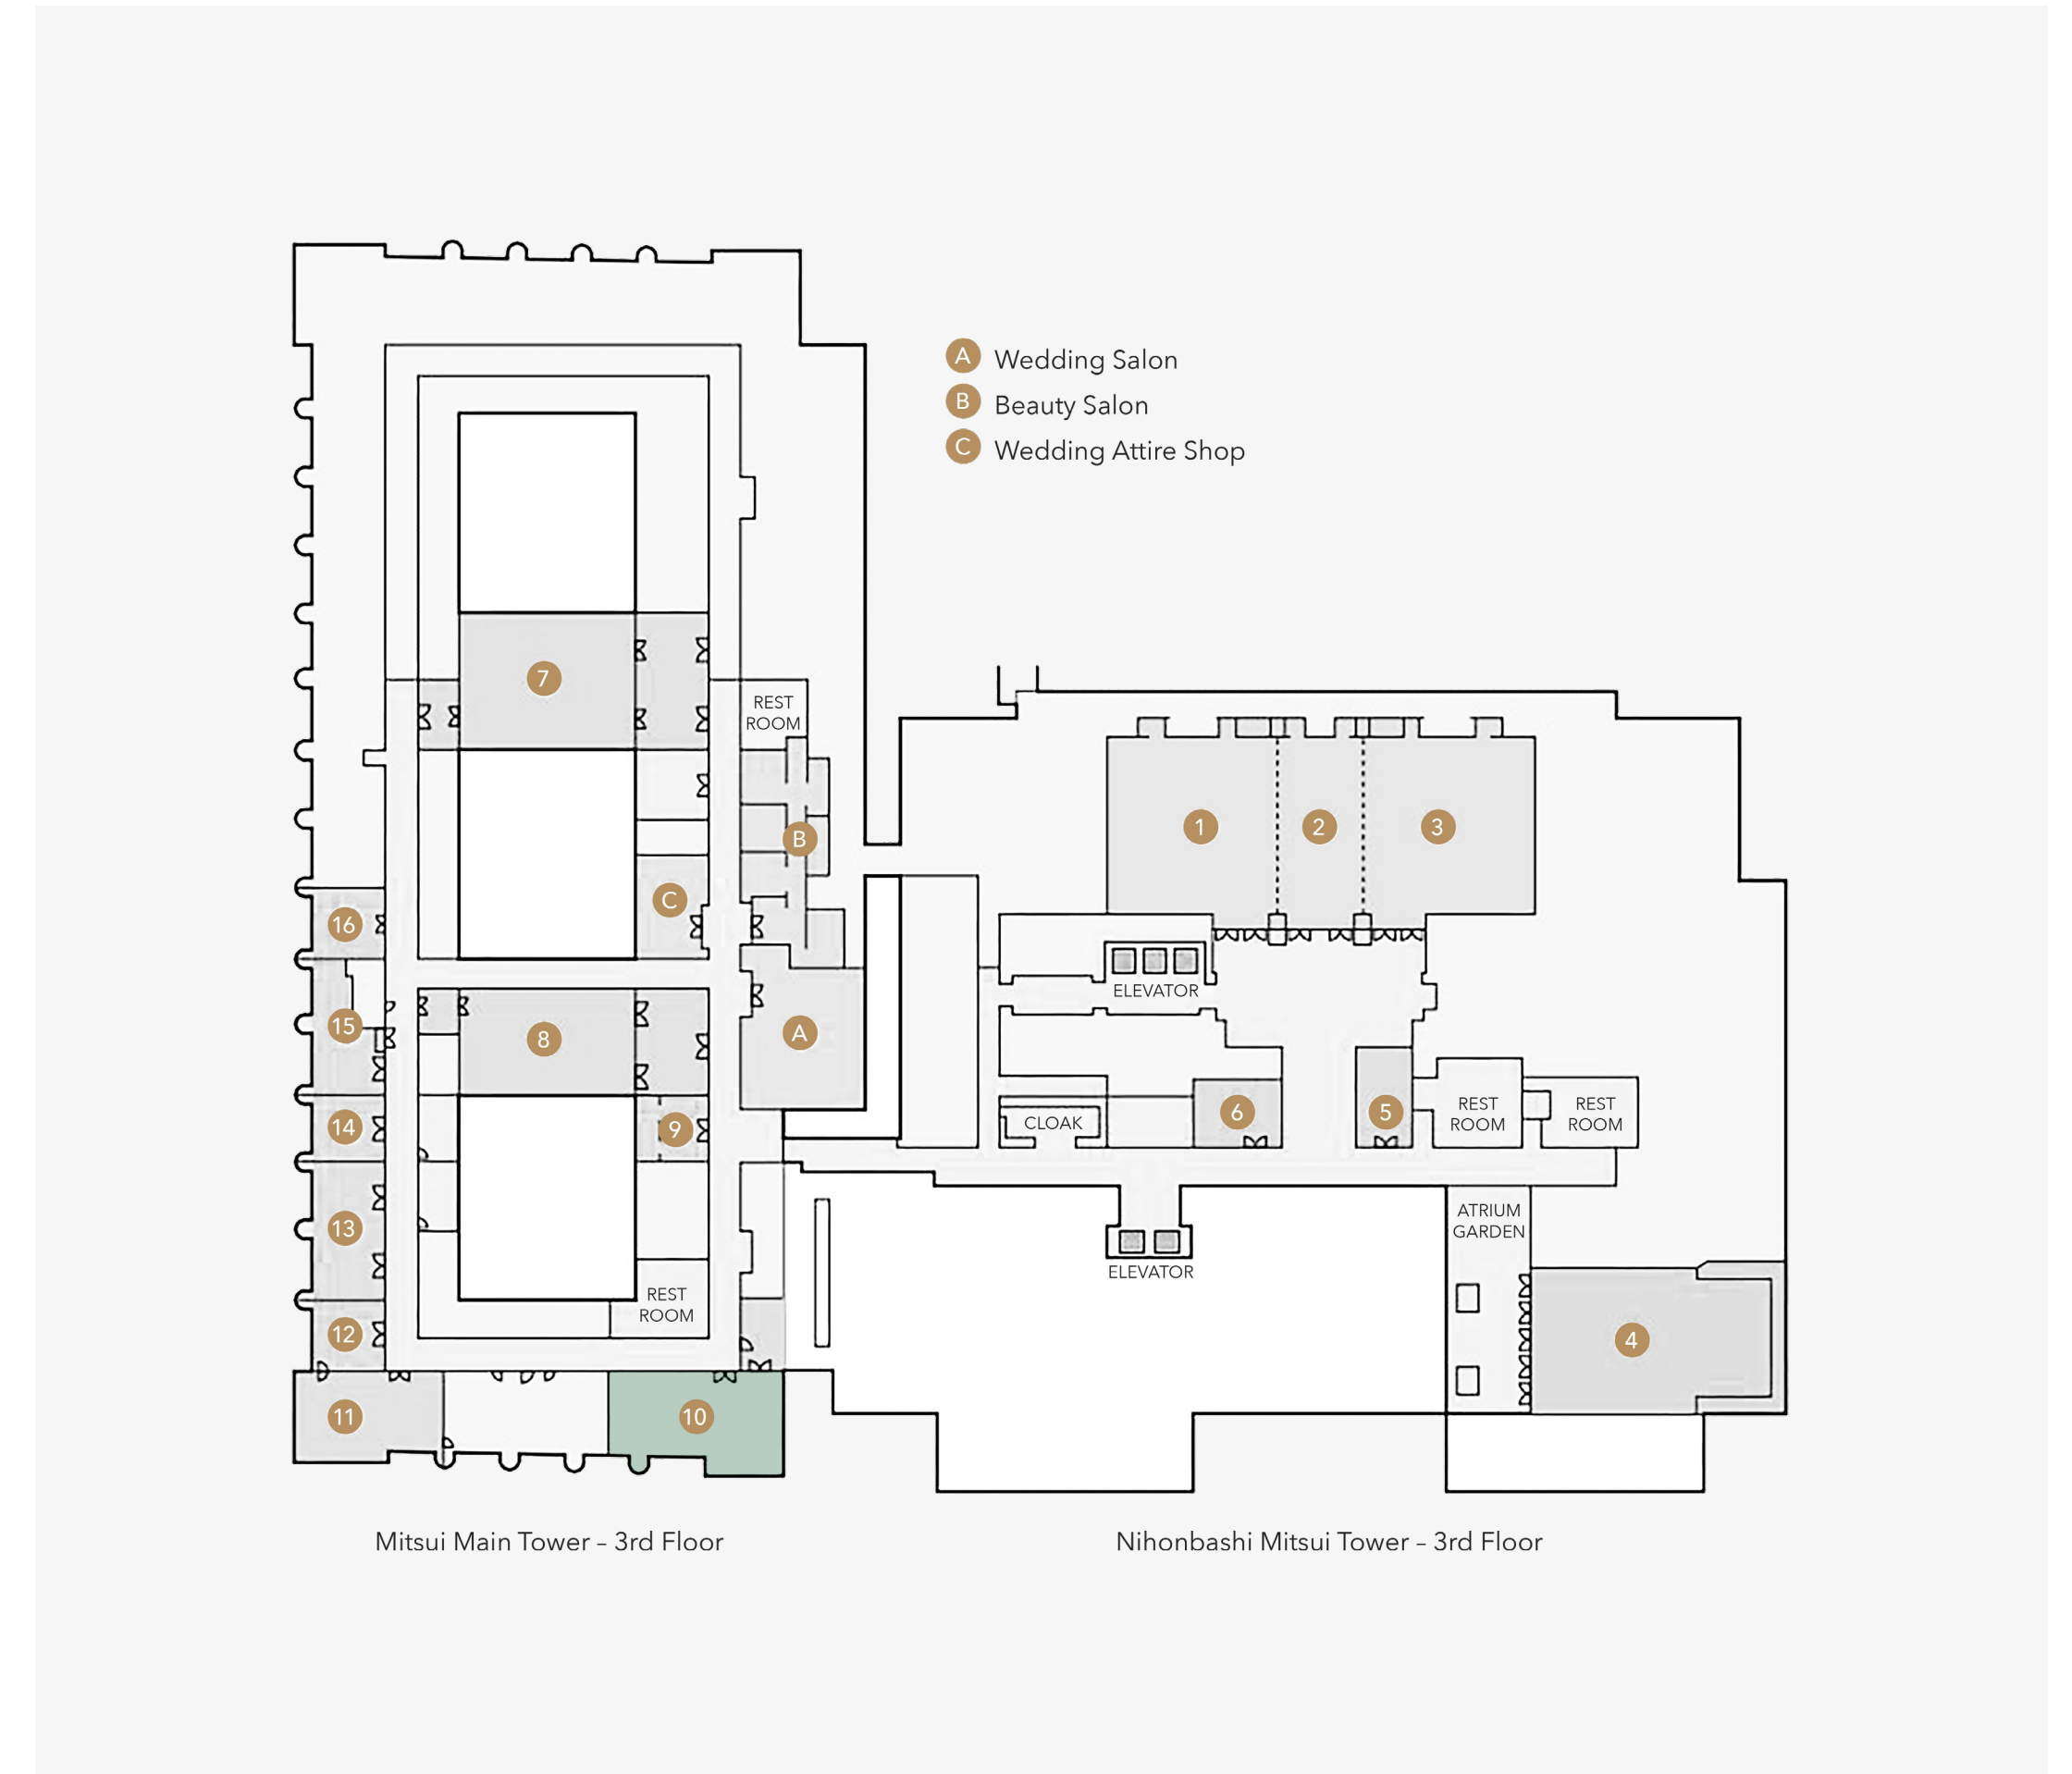 A Wedding Salon
B Beauty Salon
C Wedding Attire Shop
7
REST
ROOM
B
1
2
3
C
16
ELEVATOR
15
8
A
14
9
6
5
CLOAK
REST
ROOM
REST
ROOM
13
ATRIUM
GARDEN
ELEVATOR
REST
ROOM
12
4
11
10
Mitsui Main Tower – 3rd Floor
Nihonbashi Mitsui Tower – 3rd Floor